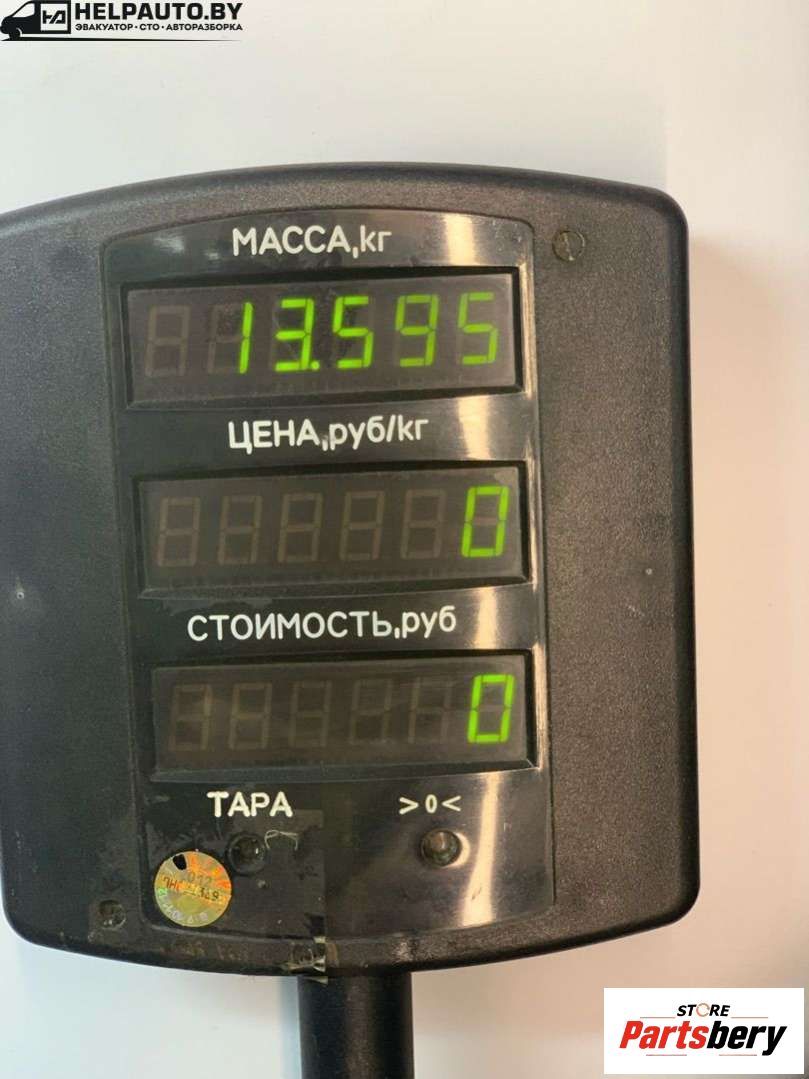 HELPAUTO.BY
ЭВАКУАТОР • СТО • АВТОРАЗБОРКА
МАССА,кг
13.595
ЦЕНА,руб/кг
0
СТОИМОСТЬ,руб
0
ТАРА
>0<
STORE
Partsbery